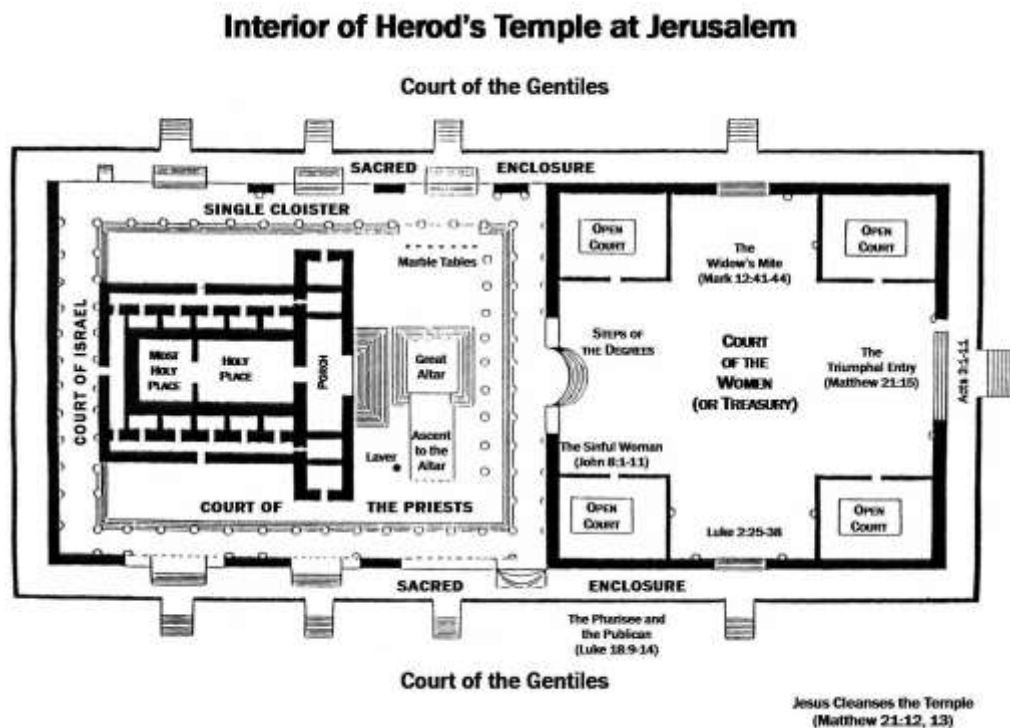 Interior of Herod's Temple at Jerusalem
Court of the Gentiles
SACRED ENCLOSURE
SINGLE CLOISTER
OPEN
COURT
OPEN
COURT
The
Widow's Mite
(Mark 12:41-44)
Marble Tables
COURT OF ISRAEL
MOST
HOLY
PLACE
HOLY
PLACE
PORCH
Great
Altar
STEPS OF
THE DEGREES
COURT
OF THE
WOMEN
(OR TREASURY)
The
Triumphal Entry
(Matthew 21:15)
Acts 3:1-11
Ascent
to the
Altar
Laver
The Sinful Woman
(John 8:1-11)
COURT OF THE PRIESTS
OPEN
COURT
Luke 2:25-38
OPEN
COURT
SACRED ENCLOSURE
The Pharisee and
the Publican
(Luke 18:9-14)
Court of the Gentiles
Jesus Cleanses the Temple
(Matthew 21:12, 13)